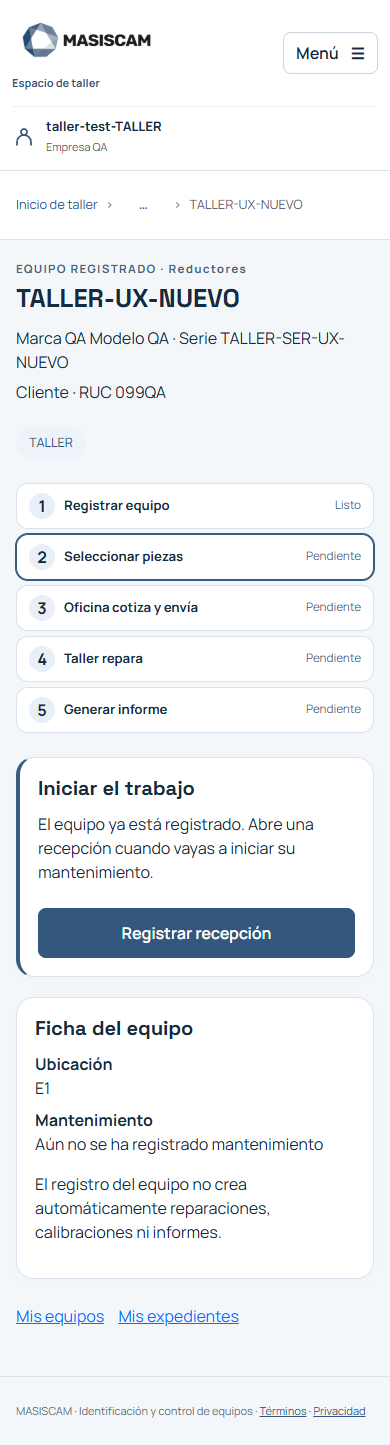 MASISCAM
Menú ☰
Espacio de taller
taller-test-TALLER
Empresa QA
Inicio de taller › … › TALLER-UX-NUEVO
EQUIPO REGISTRADO · Reductores
TALLER-UX-NUEVO
Marca QA Modelo QA · Serie TALLER-SER-UX-
NUEVO
Cliente · RUC 099QA
TALLER
1 Registrar equipo Listo
2 Seleccionar piezas Pendiente
3 Oficina cotiza y envía Pendiente
4 Taller repara Pendiente
5 Generar informe Pendiente
Iniciar el trabajo
El equipo ya está registrado. Abre una
recepción cuando vayas a iniciar su
mantenimiento.
Registrar recepción
Ficha del equipo
Ubicación
E1
Mantenimiento
Aún no se ha registrado mantenimiento
El registro del equipo no crea
automáticamente reparaciones,
calibraciones ni informes.
Mis equipos Mis expedientes
MASISCAM · Identificación y control de equipos · Términos · Privacidad